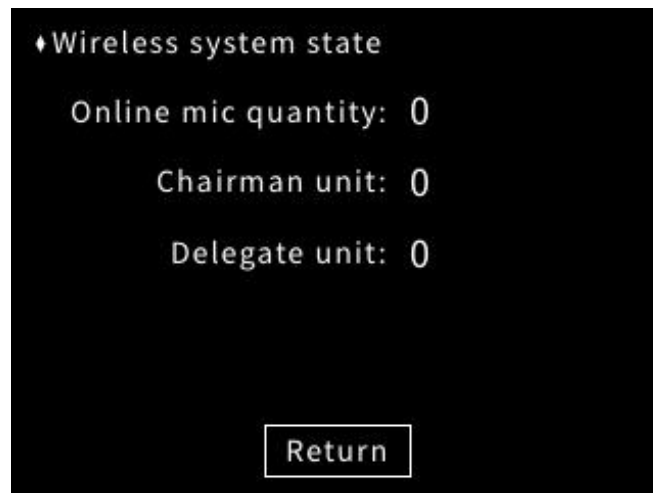 ♦Wireless system state
Online mic quantity: 0
Chairman unit: 0
Delegate unit: 0
Return